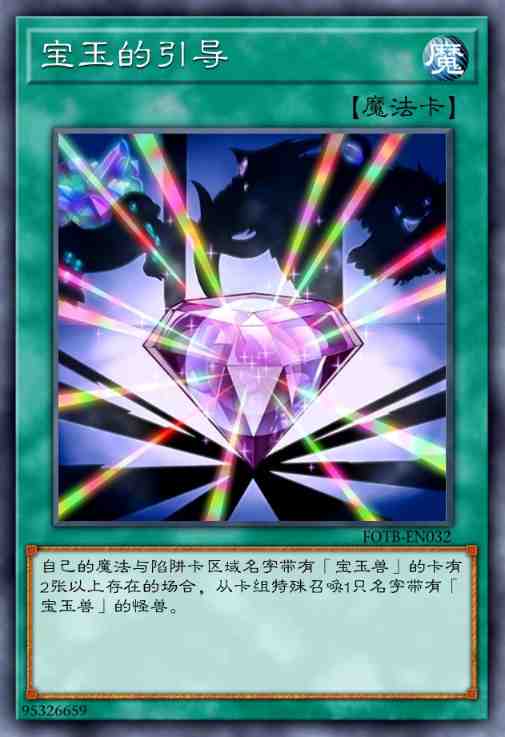 宝玉的引导
魔
【魔法卡】
FOTB-EN032
自己的魔法与陷阱卡区域名字带有「宝玉兽」的卡有
2张以上存在的场合，从卡组特殊召唤1只名字带有「
宝玉兽」的怪兽。
95326659